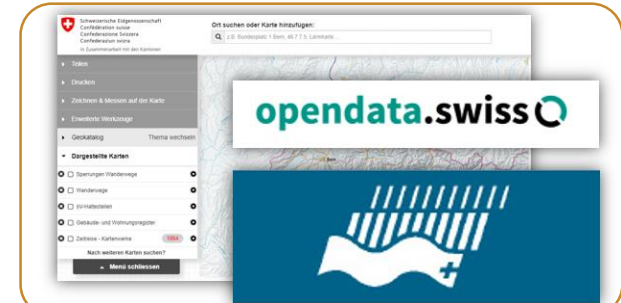 Schweizerische Eidgenossenschaft
Confédération suisse
Confederazione Svizzera
Confederaziun svizra
In Zusammenarbeit mit den Kantonen
Ort suchen oder Karte hinzufügen:
z.B. Bundesplatz 1 Bern, 46.7 7.5, Lärmkarte...
Teilen
Drucken
Zeichnen & Messen auf der Karte
Erweiterte Werkzeuge
Geokatalog
Thema wechseln
Dargestellte Karten
Sperrungen Wanderwege
Wanderwege
ÖV-Haltestellen
Gebäude- und Wohnungsregister
Zeitreise - Kartenwerke
1864
Nach weiteren Karten suchen?
Menü schliessen
Bern
opendata.swiss